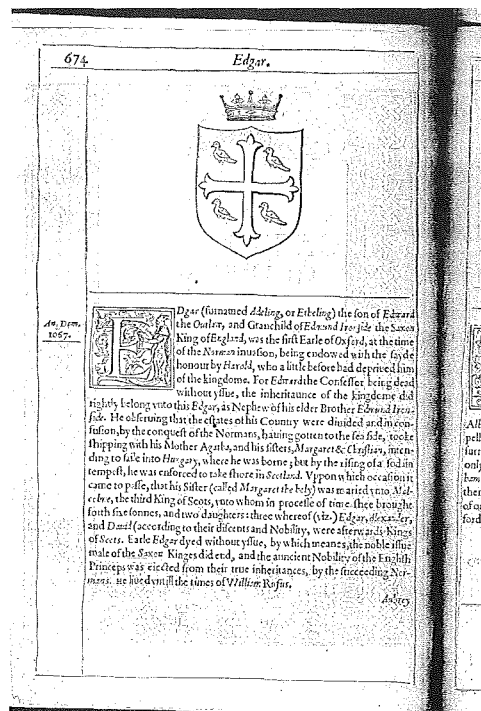 674
Edgar.
An. Dom.
1067.
EDgar (surnamed Adeling, or Etheling) the son of Edward
the Outlaw, and Granchild of Edmund Ironside the Saxon
King of England, was the first Earle of Oxford, at the time
of the Norman inuasion, being endowed with the sayde
honour by Harold, who a little before had depriued him
of the kingdome. For Edward the Confessor being dead
without yssue, the inheritaunce of the kingdome did
rightly belong vnto this Edgar, as Nephew of his elder Brother Edmund Iron-
side. He obseruing that the estates of his Country were diuided and in con-
fusion, by the conquest of the Normans, hauing gotten to the sea side, tooke
shipping with his Mother Agatha, and his sisters, Margaret & Christian, inten-
ding to saile into Hungary, where he was borne; but by the rising of a sodain
tempest, he was enforced to take shore in Scotland. Vppon which occasion it
came to passe, that his Sister (called Margaret the holy) was maried vnto Mal-
colme, the third King of Scots, vnto whom in processe of time shee brought
forth sixe sonnes, and two daughters: three whereof (viz.) Edgar, Alexander,
and Dauid (according to their discents and Nobility, were afterwards Kings
of Scots. Earle Edgar dyed without yssue, by which meanes, the noble issue
male of the Saxon Kinges did end, and the auncient Nobility of the English
Princeps was eiected from their true inheritances, by the succeeding Nor-
mans. He liued vntill the times of William Rufus.
Aubrey